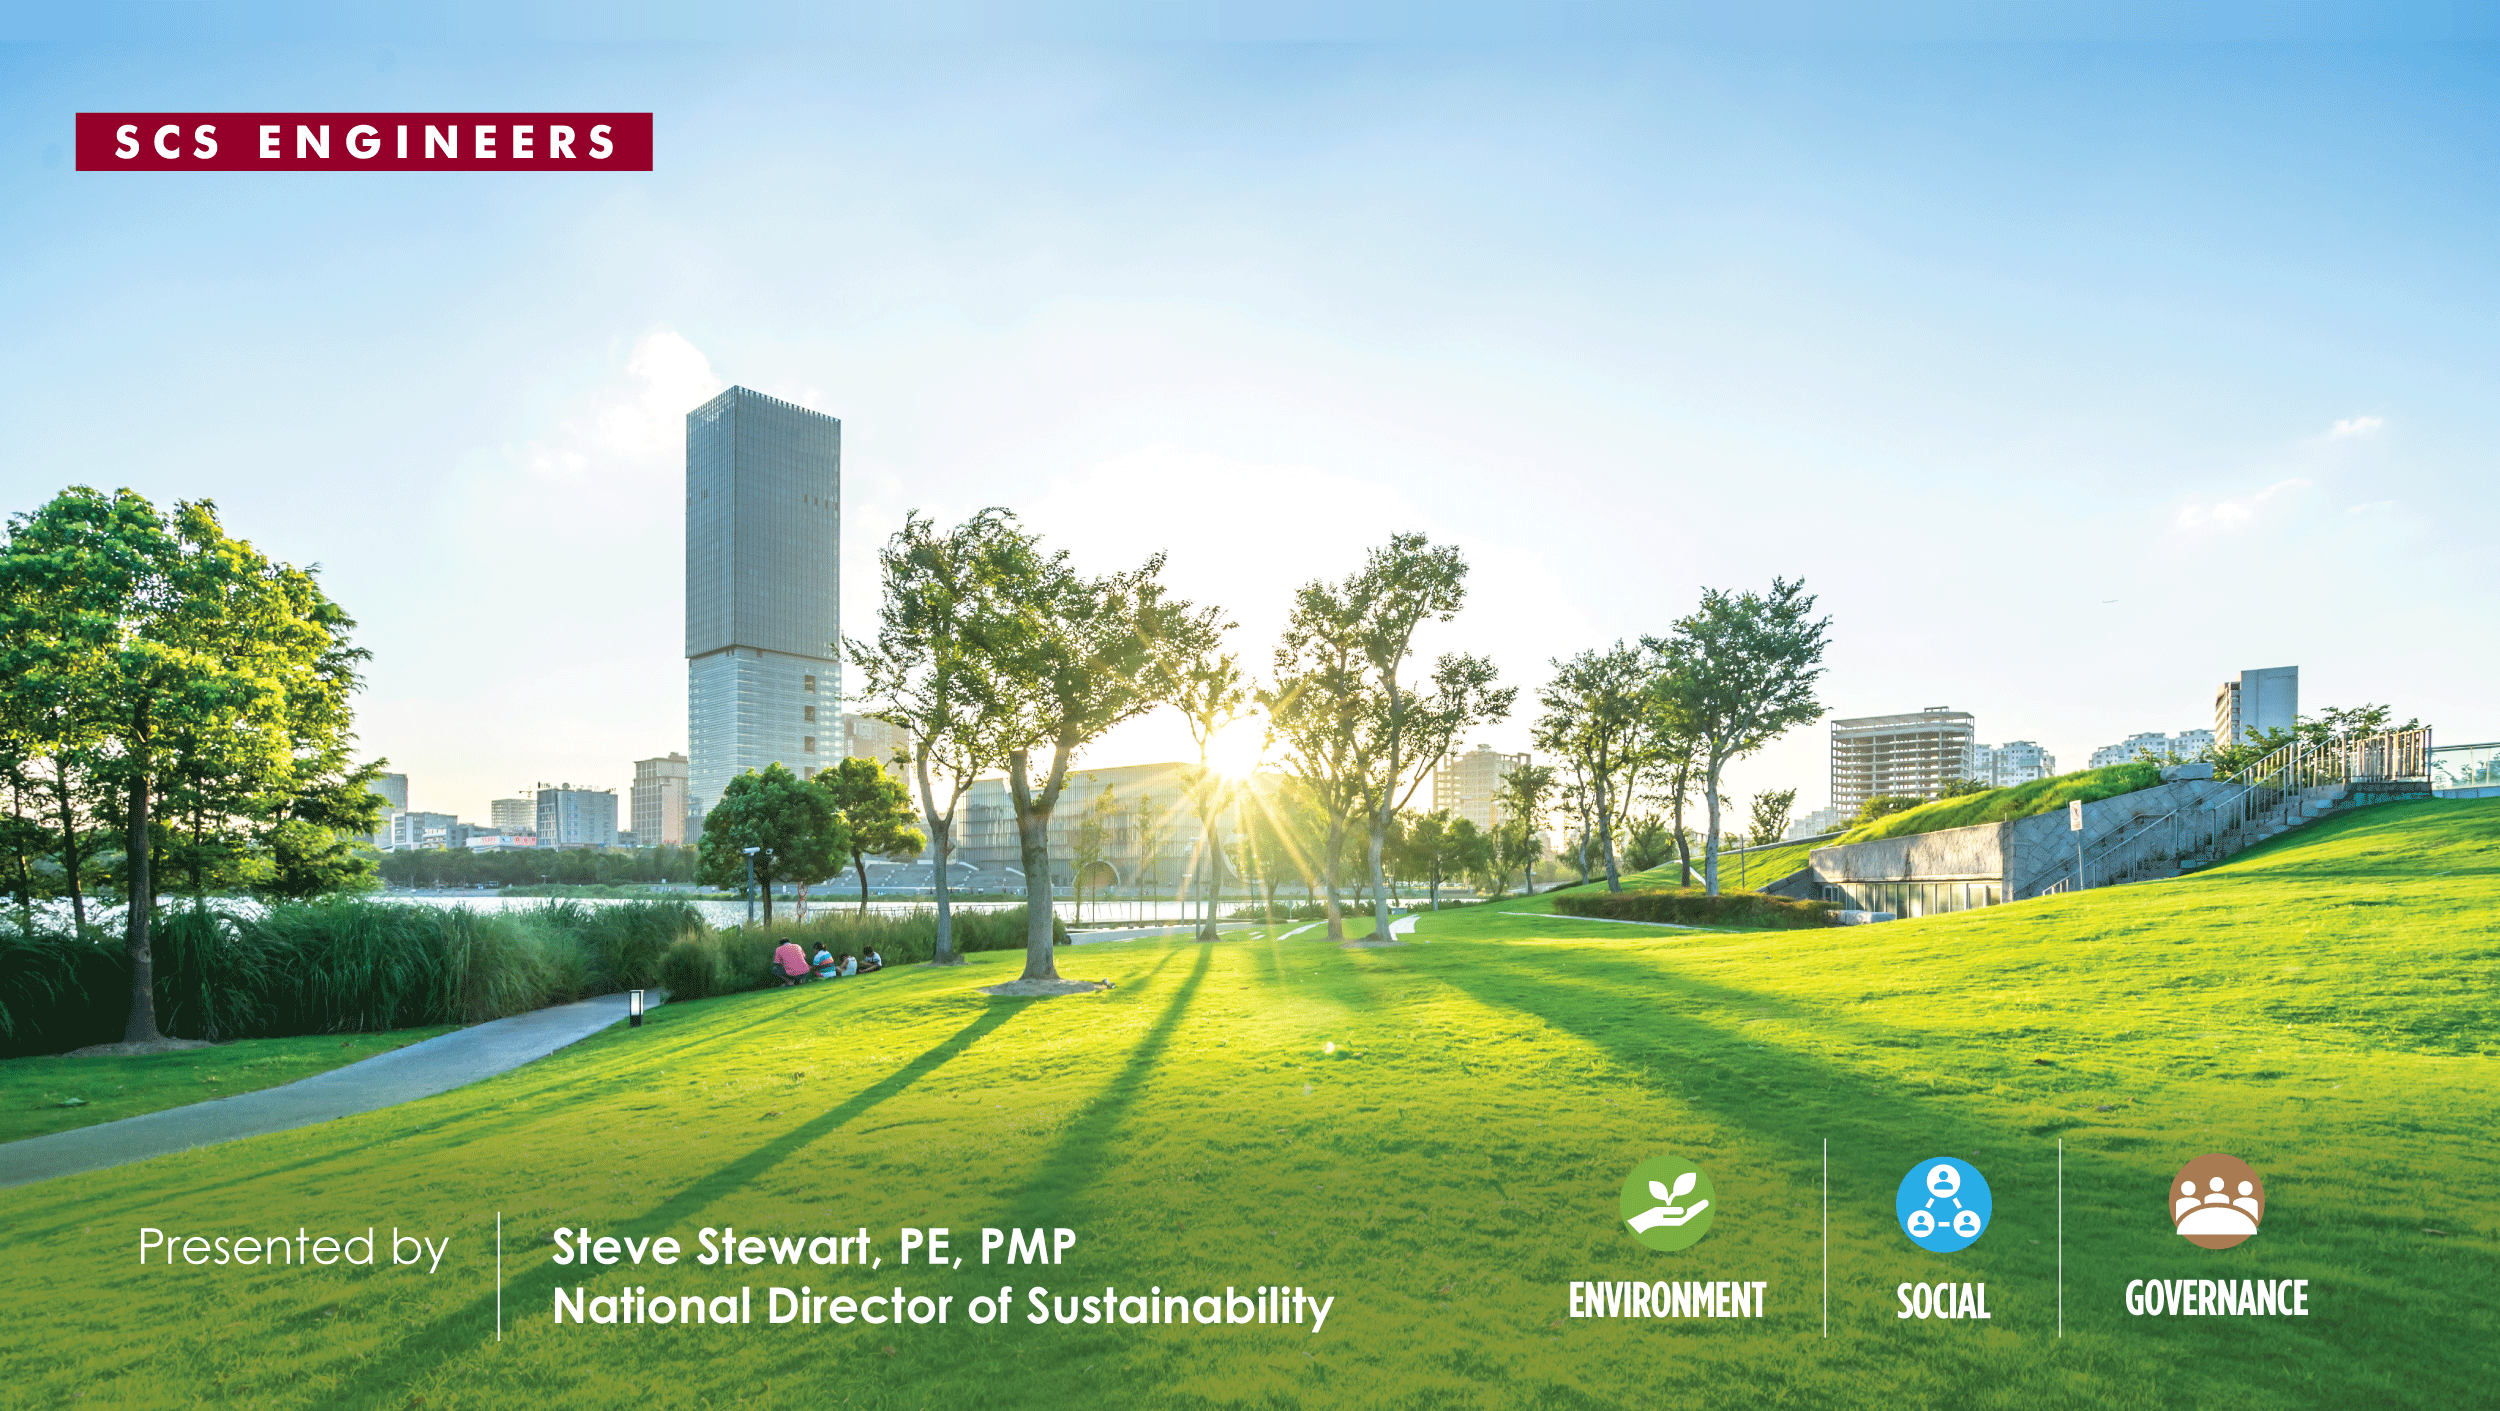 SCS ENGINEERS
Presented by
Steve Stewart, PE, PMP
National Director of Sustainability
ENVIRONMENT
SOCIAL
GOVERNANCE